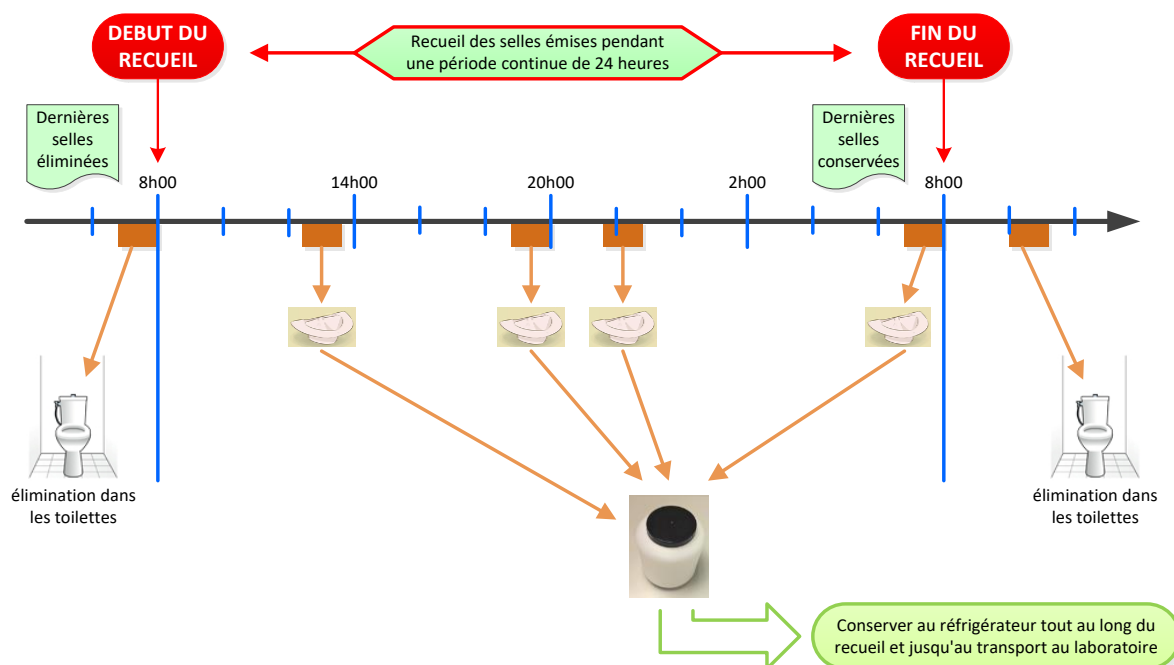 DEBUT DU
RECUEIL
Recueil des selles émises pendant
une période continue de 24 heures
FIN DU
RECUEIL
Dernières
selles
éliminées
Dernières
selles
conservées
8h00
14h00
20h00
2h00
8h00
élimination dans
les toilettes
élimination dans
les toilettes
Conserver au réfrigérateur tout au long du
recueil et jusqu'au transport au laboratoire